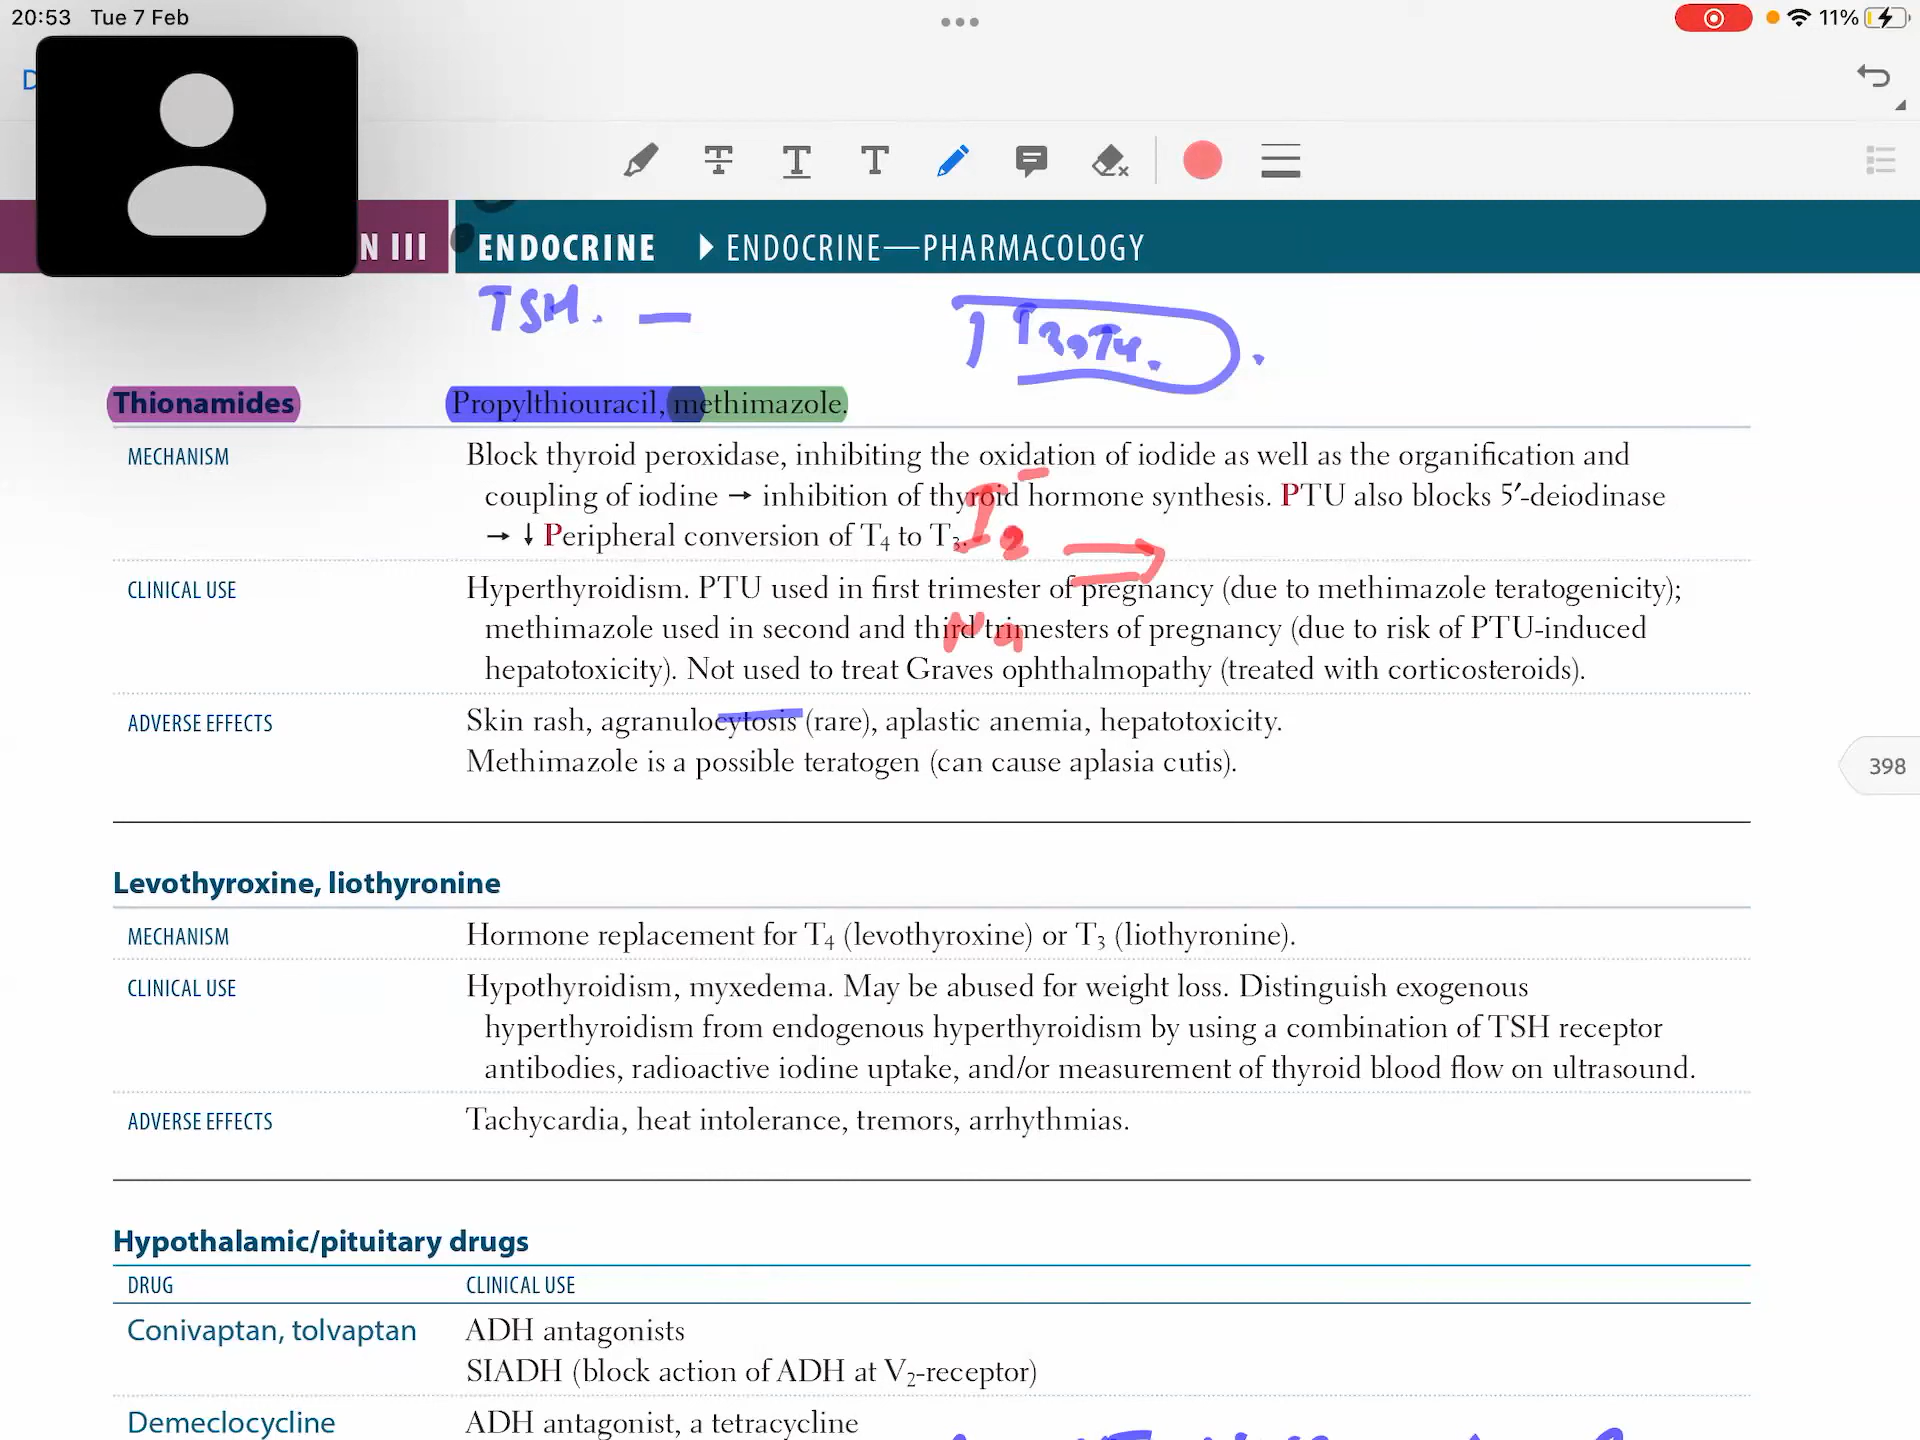 20:53 Tue 7 Feb
11%
D
N III
ENDOCRINE ▶ ENDOCRINE—PHARMACOLOGY
TSH. —
T3,T4.
Thionamides
Propylthiouracil, methimazole.
MECHANISM
Block thyroid peroxidase, inhibiting the oxidation of iodide as well as the organification and
coupling of iodine → inhibition of thyroid hormone synthesis. PTU also blocks 5′-deiodinase
→ ↓ Peripheral conversion of T4 to T3.
I2
CLINICAL USE
Hyperthyroidism. PTU used in first trimester of pregnancy (due to methimazole teratogenicity);
methimazole used in second and third trimesters of pregnancy (due to risk of PTU-induced
hepatotoxicity). Not used to treat Graves ophthalmopathy (treated with corticosteroids).
Na
ADVERSE EFFECTS
Skin rash, agranulocytosis (rare), aplastic anemia, hepatotoxicity.
Methimazole is a possible teratogen (can cause aplasia cutis).
398
Levothyroxine, liothyronine
MECHANISM
Hormone replacement for T4 (levothyroxine) or T3 (liothyronine).
CLINICAL USE
Hypothyroidism, myxedema. May be abused for weight loss. Distinguish exogenous
hyperthyroidism from endogenous hyperthyroidism by using a combination of TSH receptor
antibodies, radioactive iodine uptake, and/or measurement of thyroid blood flow on ultrasound.
ADVERSE EFFECTS
Tachycardia, heat intolerance, tremors, arrhythmias.
Hypothalamic/pituitary drugs
DRUG
CLINICAL USE
Conivaptan, tolvaptan
ADH antagonists
SIADH (block action of ADH at V2-receptor)
Demeclocycline
ADH antagonist, a tetracycline